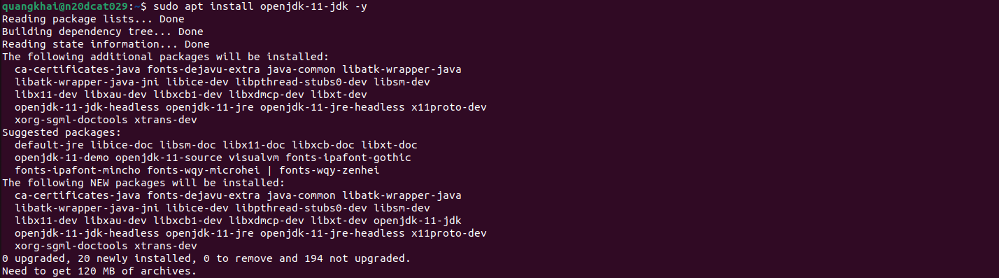 quangkhai@n20dcat029:~$ sudo apt install openjdk-11-jdk -y
Reading package lists... Done
Building dependency tree... Done
Reading state information... Done
The following additional packages will be installed:
  ca-certificates-java fonts-dejavu-extra java-common libatk-wrapper-java
  libatk-wrapper-java-jni libice-dev libpthread-stubs0-dev libsm-dev
  libx11-dev libxau-dev libxcb1-dev libxdmcp-dev libxt-dev
  openjdk-11-jdk-headless openjdk-11-jre openjdk-11-jre-headless x11proto-dev
  xorg-sgml-doctools xtrans-dev
Suggested packages:
  default-jre libice-doc libsm-doc libx11-doc libxcb-doc libxt-doc
  openjdk-11-demo openjdk-11-source visualvm fonts-ipafont-gothic
  fonts-ipafont-mincho fonts-wqy-microhei | fonts-wqy-zenhei
The following NEW packages will be installed:
  ca-certificates-java fonts-dejavu-extra java-common libatk-wrapper-java
  libatk-wrapper-java-jni libice-dev libpthread-stubs0-dev libsm-dev
  libx11-dev libxau-dev libxcb1-dev libxdmcp-dev libxt-dev openjdk-11-jdk
  openjdk-11-jdk-headless openjdk-11-jre openjdk-11-jre-headless x11proto-dev
  xorg-sgml-doctools xtrans-dev
0 upgraded, 20 newly installed, 0 to remove and 194 not upgraded.
Need to get 120 MB of archives.